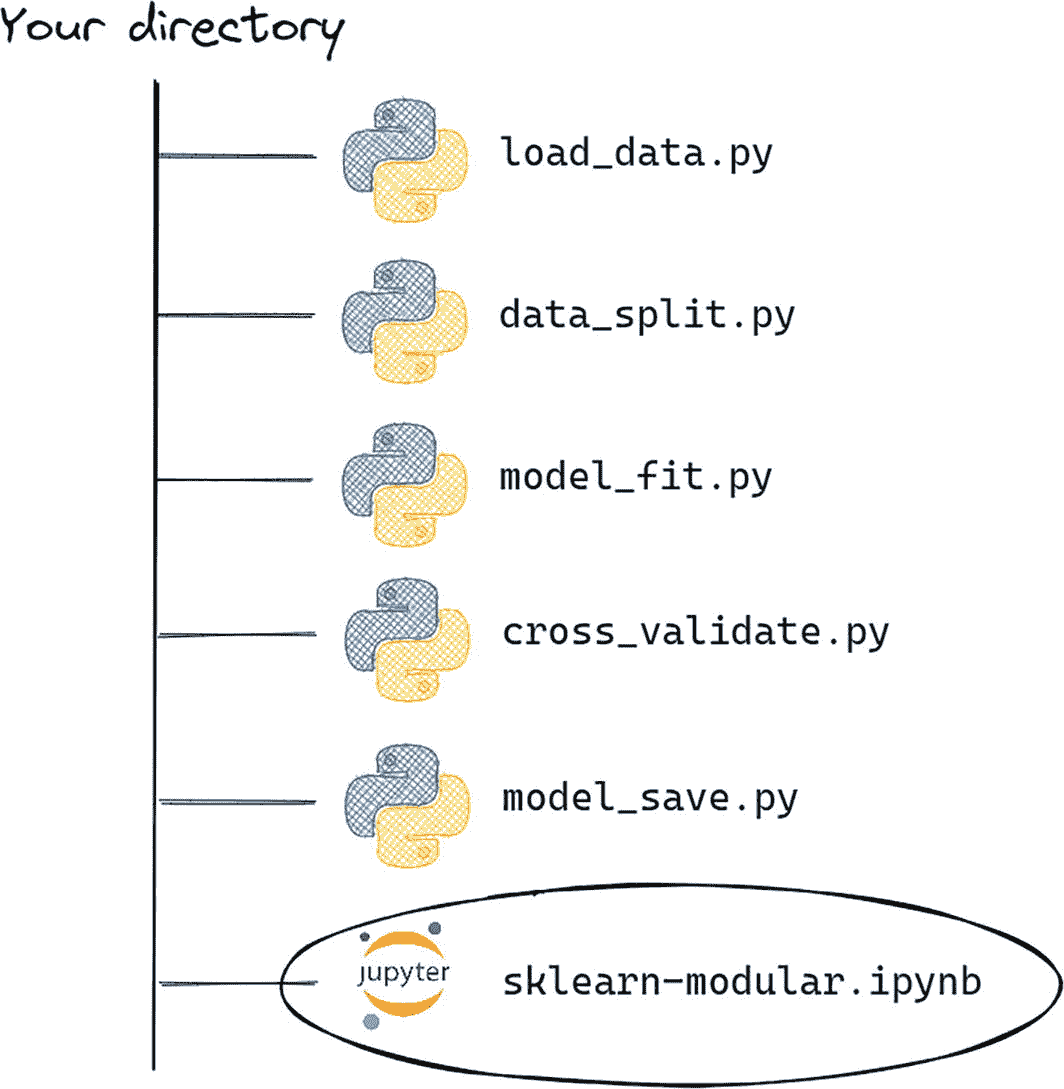 Your directory
load_data.py
data_split.py
model_fit.py
cross_validate.py
model_save.py
jupyter
sklearn-modular.ipynb